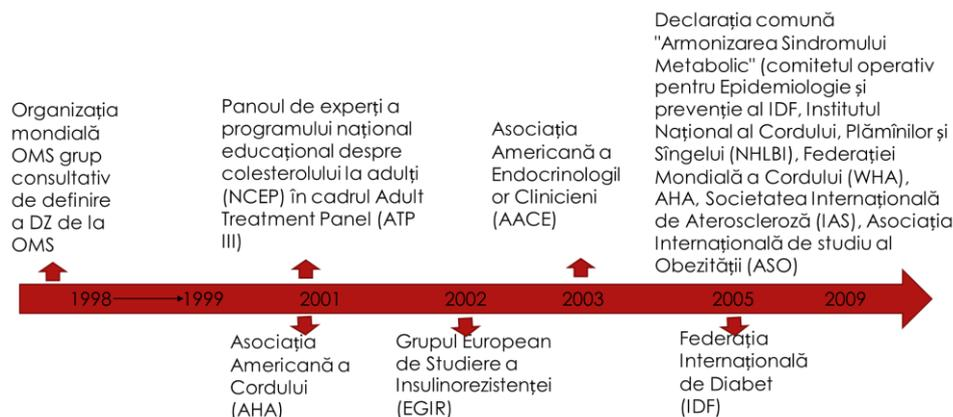 Organizația
mondială
OMS grup
consultativ
de definire
a DZ de la
OMS
Panoul de experți a
programului național
educațional despre
colesterolului la adulți
(NCEP) în cadrul Adult
Treatment Panel (ATP
III)
Asociația
Americană a
Endocrinologil
or Clinicieni
(AACE)
Declarația comună
"Armonizarea Sindromului
Metabolic" (comitetul operativ
pentru Epidemiologie și
prevenție al IDF, Institutul
Național al Cordului, Plămînilor și
Sîngelui (NHLBI), Federației
Mondială a Cordului (WHA),
AHA, Societatea Internațională
de Ateroscleroză (IAS), Asociația
Internațională de studiu al
Obezității (ASO)
1998 1999 2001 2002 2003 2005 2009
Asociația
Americană a
Cordului
(AHA)
Grupul European
de Studiere a
Insulinorezistenței
(EGIR)
Federația
Internațională
de Diabet
(IDF)